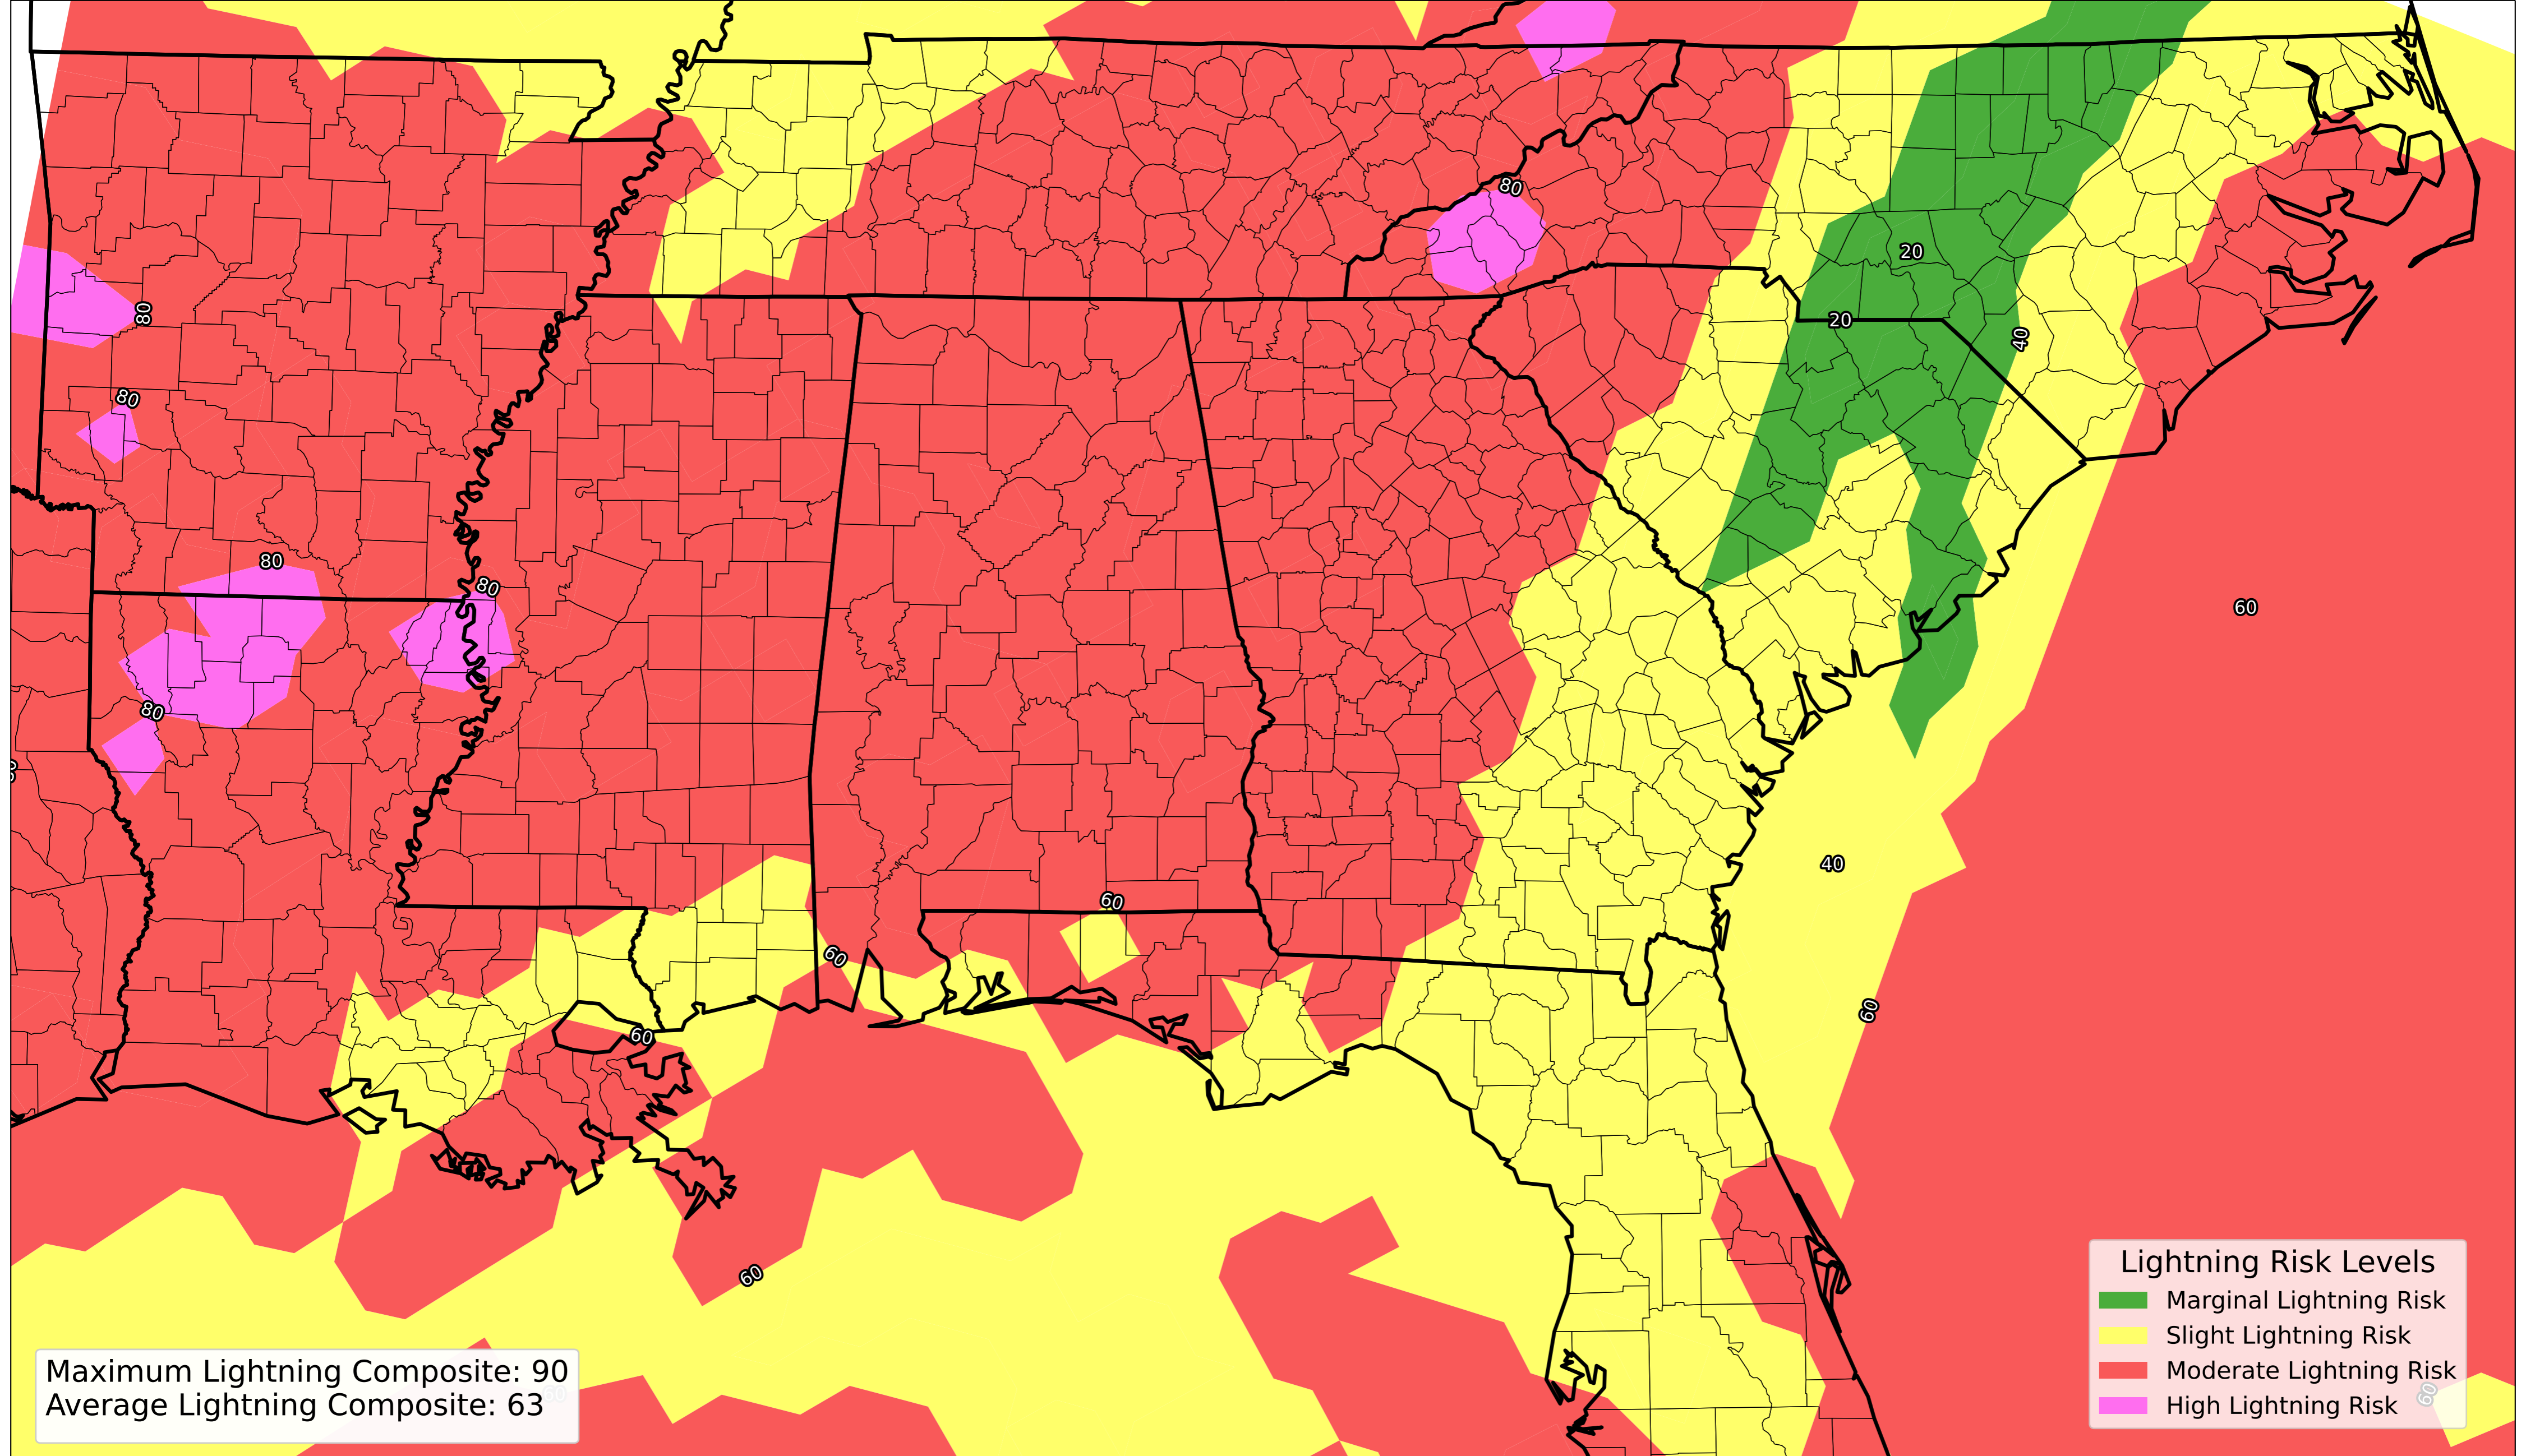 80
20
80
20
40
80
80
80
60
80
40
60
60
60
60
60
Lightning Risk Levels
Marginal Lightning Risk
Slight Lightning Risk
Moderate Lightning Risk
High Lightning Risk
Maximum Lightning Composite: 90
Average Lightning Composite: 63
60
60